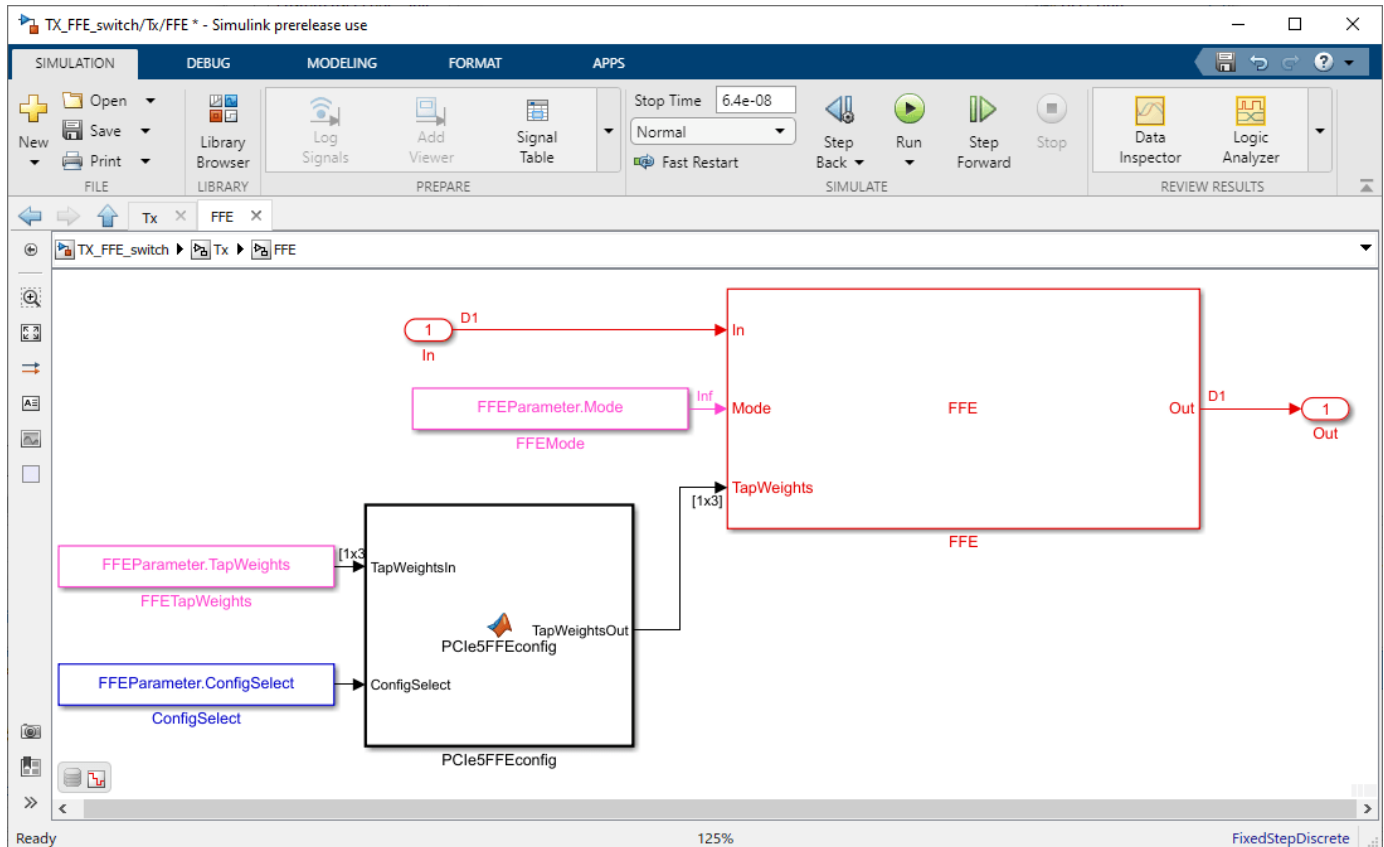 TX_FFE_switch/Tx/FFE * - Simulink prerelease use
SIMULATION DEBUG MODELING FORMAT APPS
New
Open
Save
Print
FILE
Library
Browser
LIBRARY
Log
Signals
Add
Viewer
Signal
Table
PREPARE
Stop Time 6.4e-08
Normal
Fast Restart
Step
Back
Run
Step
Forward
Stop
SIMULATE
Data
Inspector
Logic
Analyzer
REVIEW RESULTS
Tx FFE
TX_FFE_switch Tx FFE
1
In
D1
In
FFEParameter.Mode
FFEMode
Inf
Mode
FFE
Out
D1
1
Out
TapWeights
[1x3]
FFE
FFEParameter.TapWeights
FFETapWeights
[1x3
TapWeightsIn
TapWeightsOut
PCIe5FFEconfig
FFEParameter.ConfigSelect
ConfigSelect
ConfigSelect
PCIe5FFEconfig
Ready 125% FixedStepDiscrete